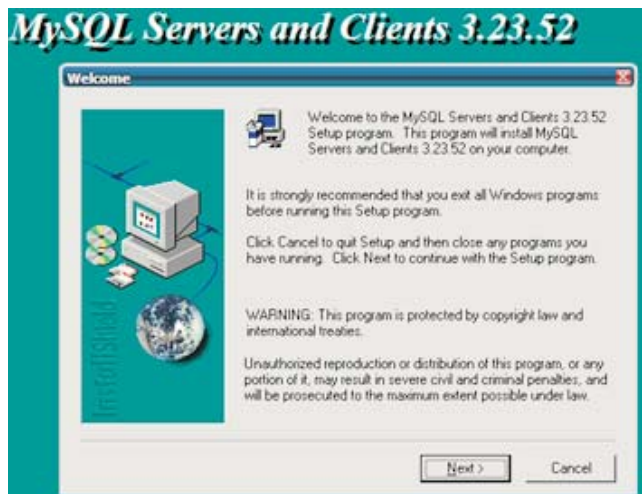 MySQL Servers and Clients 3.23.52
Welcome
Welcome to the MySQL Servers and Clients 3.23.52
Setup program. This program will install MySQL
Servers and Clients 3.23.52 on your computer.
It is strongly recommended that you exit all Windows programs
before running this Setup program.
Click Cancel to quit Setup and then close any programs you
have running. Click Next to continue with the Setup program.
WARNING: This program is protected by copyright law and
international treaties.
Unauthorized reproduction or distribution of this program, or any
portion of it, may result in severe civil and criminal penalties, and
will be prosecuted to the maximum extent possible under law.
InstallShield
Next >
Cancel